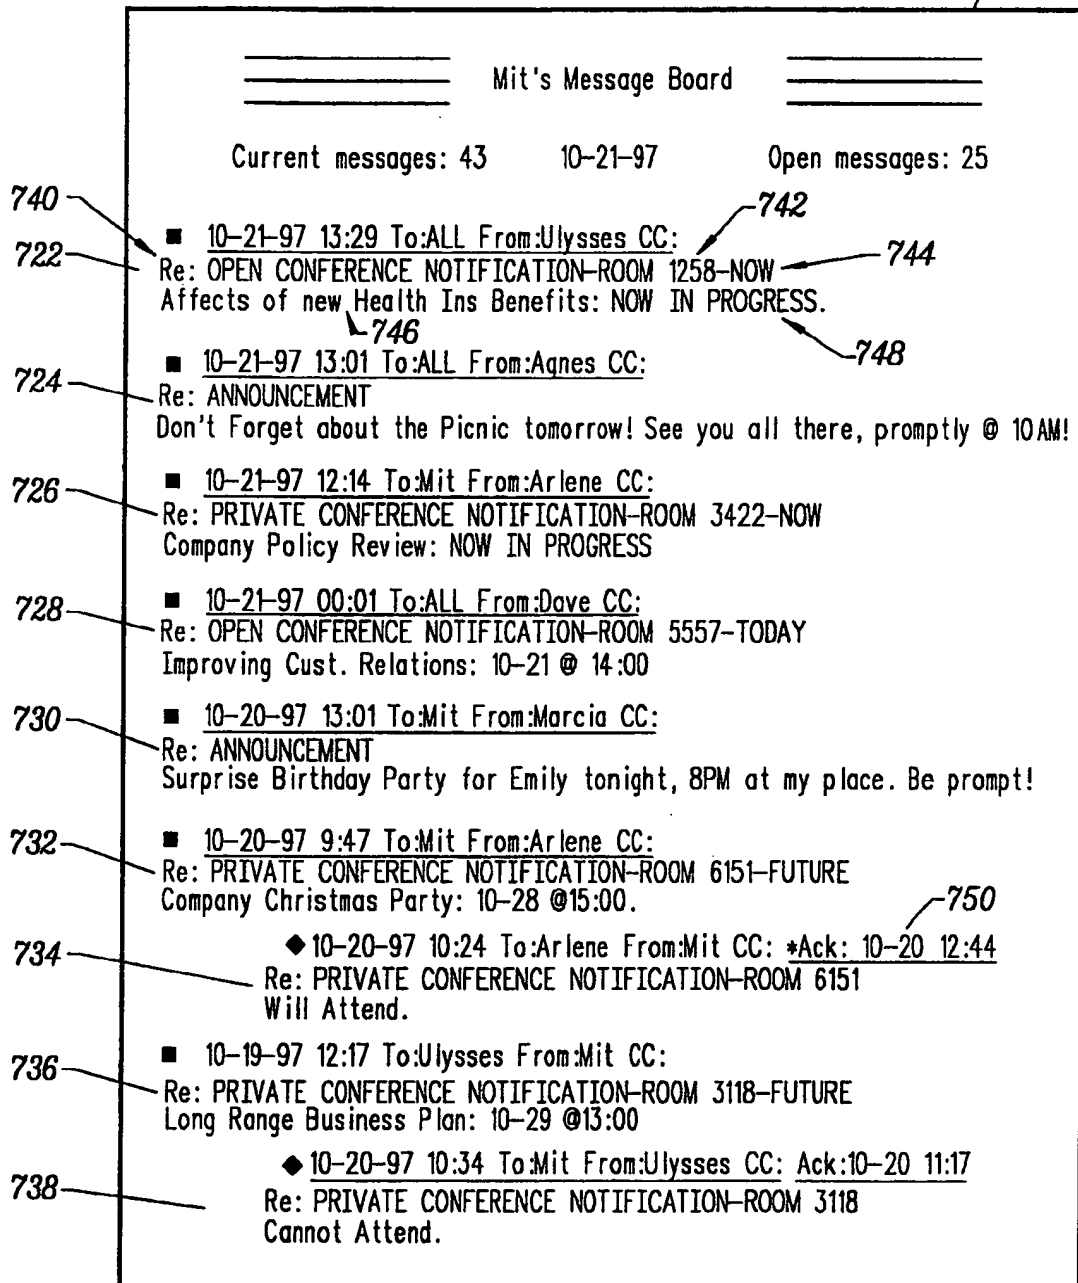 Mit's Message Board
Current messages: 43 10-21-97 Open messages: 25
740
742
■ 10-21-97 13:29 To:ALL From:Ulysses CC:
722
Re: OPEN CONFERENCE NOTIFICATION-ROOM 1258-NOW
744
Affects of new Health Ins Benefits: NOW IN PROGRESS.
746
748
■ 10-21-97 13:01 To:ALL From:Agnes CC:
724
Re: ANNOUNCEMENT
Don't Forget about the Picnic tomorrow! See you all there, promptly @ 10AM!
■ 10-21-97 12:14 To:Mit From:Arlene CC:
726
Re: PRIVATE CONFERENCE NOTIFICATION-ROOM 3422-NOW
Company Policy Review: NOW IN PROGRESS
■ 10-21-97 00:01 To:ALL From:Dave CC:
728
Re: OPEN CONFERENCE NOTIFICATION-ROOM 5557-TODAY
Improving Cust. Relations: 10-21 @ 14:00
■ 10-20-97 13:01 To:Mit From:Marcia CC:
730
Re: ANNOUNCEMENT
Surprise Birthday Party for Emily tonight, 8PM at my place. Be prompt!
■ 10-20-97 9:47 To:Mit From:Arlene CC:
732
Re: PRIVATE CONFERENCE NOTIFICATION-ROOM 6151-FUTURE
Company Christmas Party: 10-28 @15:00.
750
◆10-20-97 10:24 To:Arlene From:Mit CC: *Ack: 10-20 12:44
734
Re: PRIVATE CONFERENCE NOTIFICATION-ROOM 6151
Will Attend.
■ 10-19-97 12:17 To:Ulysses From:Mit CC:
736
Re: PRIVATE CONFERENCE NOTIFICATION-ROOM 3118-FUTURE
Long Range Business Plan: 10-29 @13:00
◆10-20-97 10:34 To:Mit From:Ulysses CC: Ack:10-20 11:17
738
Re: PRIVATE CONFERENCE NOTIFICATION-ROOM 3118
Cannot Attend.